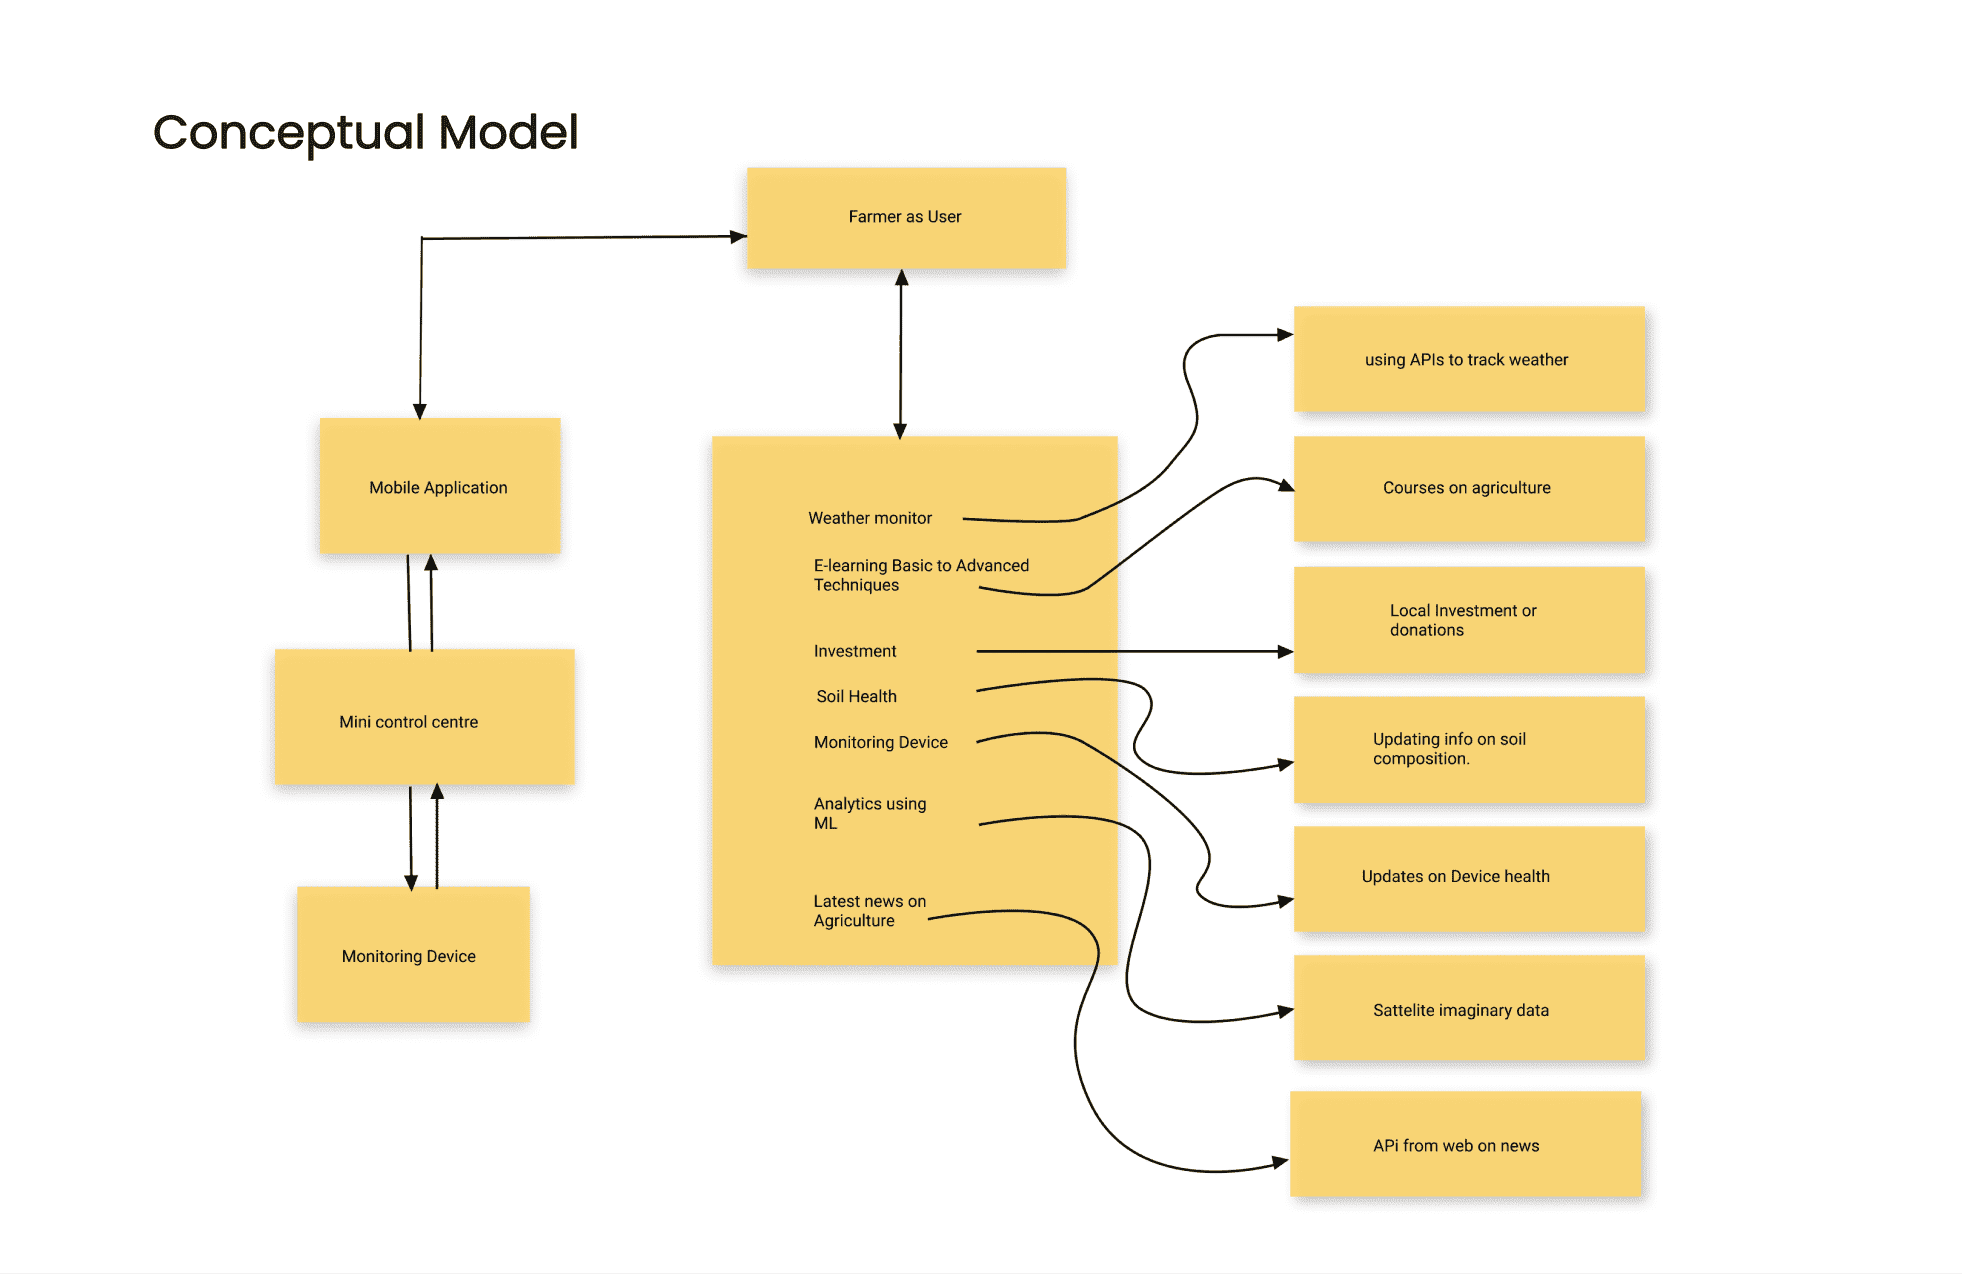 Conceptual Model
Farmer as User
Mobile Application
Mini control centre
Monitoring Device
Weather monitor
E-learning Basic to Advanced
Techniques
Investment
Soil Health
Monitoring Device
Analytics using
ML
Latest news on
Agriculture
using APIs to track weather
Courses on agriculture
Local Investment or
donations
Updating info on soil
composition.
Updates on Device health
Sattelite imaginary data
APi from web on news